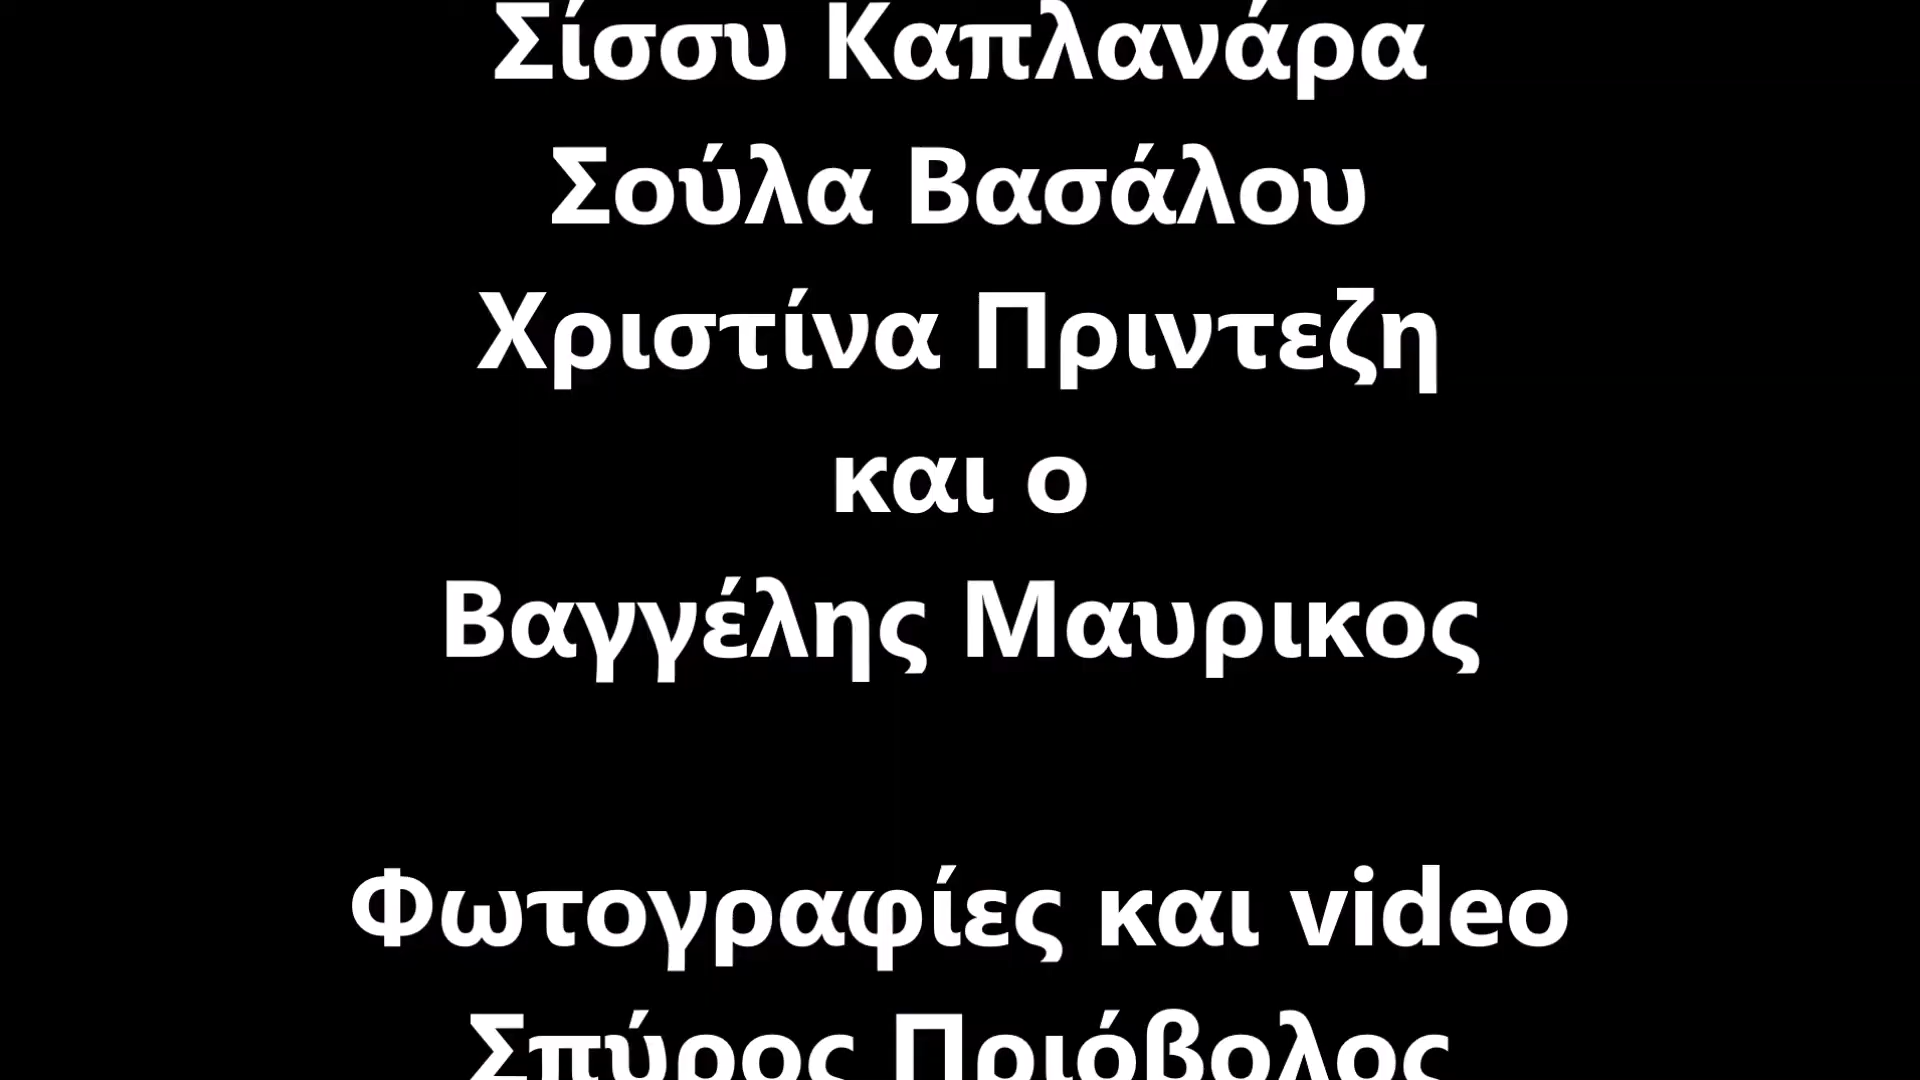 Σίσσυ Καπλανάρα
Σούλα Βασάλου
Χριστίνα Πριντεζη
και ο
Βαγγέλης Μαυρικος
Φωτογραφίες και video
Σπύρος Πριόβολος